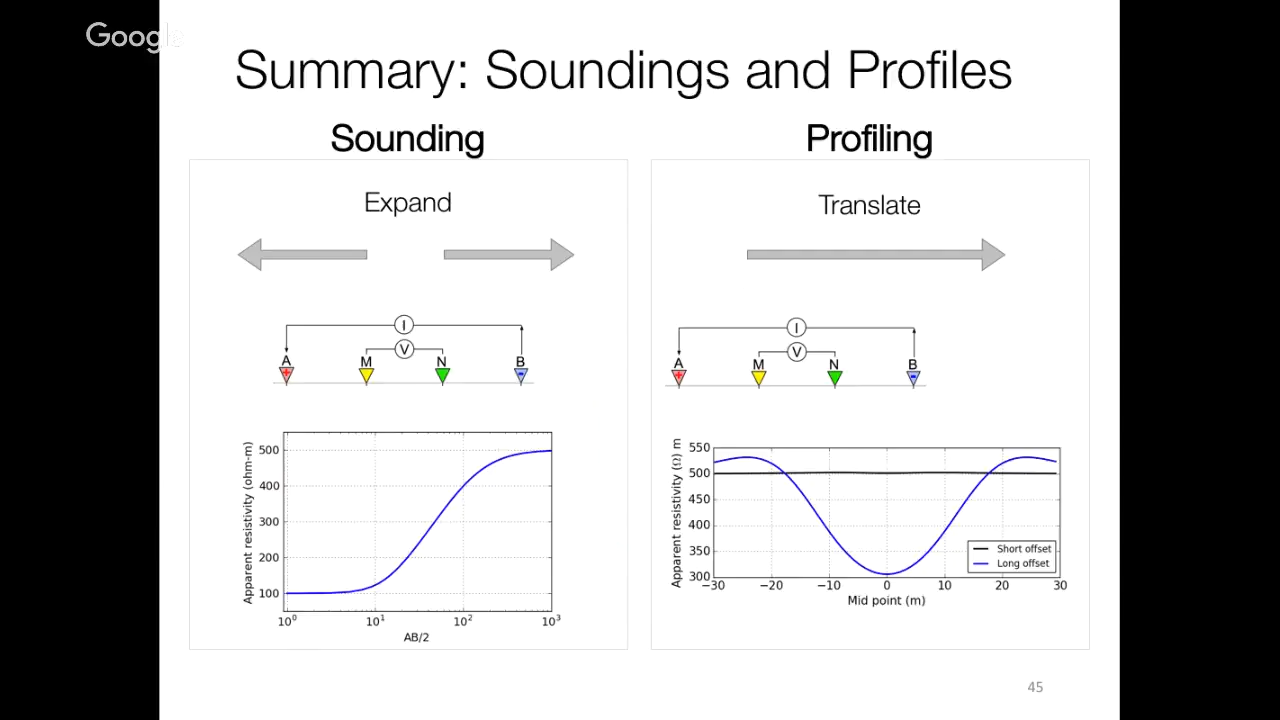 Google
Summary: Soundings and Profiles
Sounding
Expand
I
V
A M N B
+ -
500
400
300
200
100
Apparent resistivity (ohm-m)
10⁰ 10¹ 10² 10³
AB/2
Profiling
Translate
I
V
A M N B
+ -
550
500
450
400
350
300
Apparent resistivity (Ω) m
Short offset
Long offset
−30 −20 −10 0 10 20 30
Mid point (m)
45